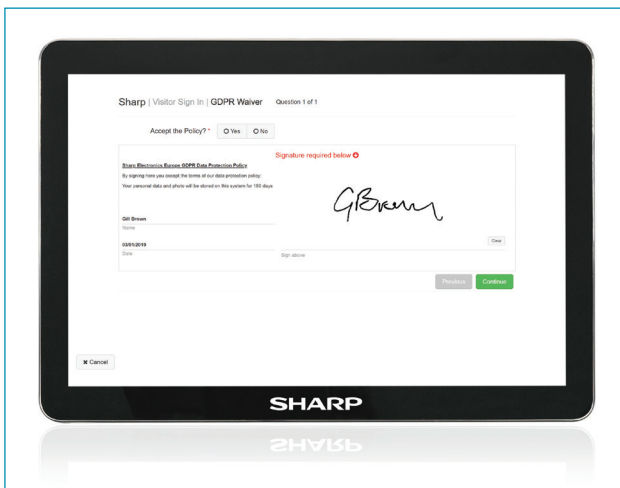 Sharp | Visitor Sign In | GDPR Waiver Question 1 of 1
Accept the Policy? * Yes No
Signature required below
Sharp Electronics Europe GDPR Data Protection Policy
By signing here you except the terms of our data protection policy:
Your personal data and photo will be stored on this system for 180 days
GBrown
Gill Brown
Name
Clear
03/01/2019
Date
Sign above
Previous Continue
✖ Cancel
SHARP
SHARP